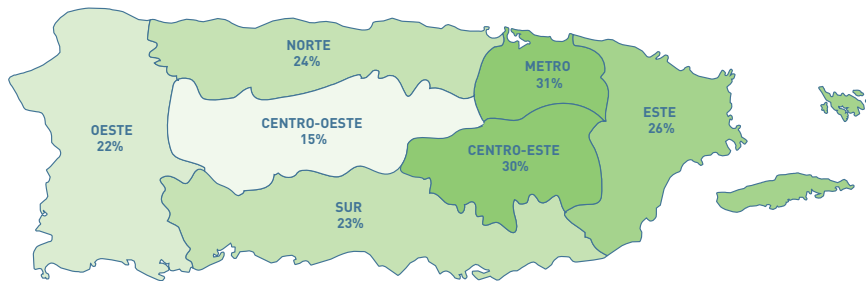 NORTE
24%
METRO
31%
ESTE
26%
OESTE
22%
CENTRO-OESTE
15%
CENTRO-ESTE
30%
SUR
23%